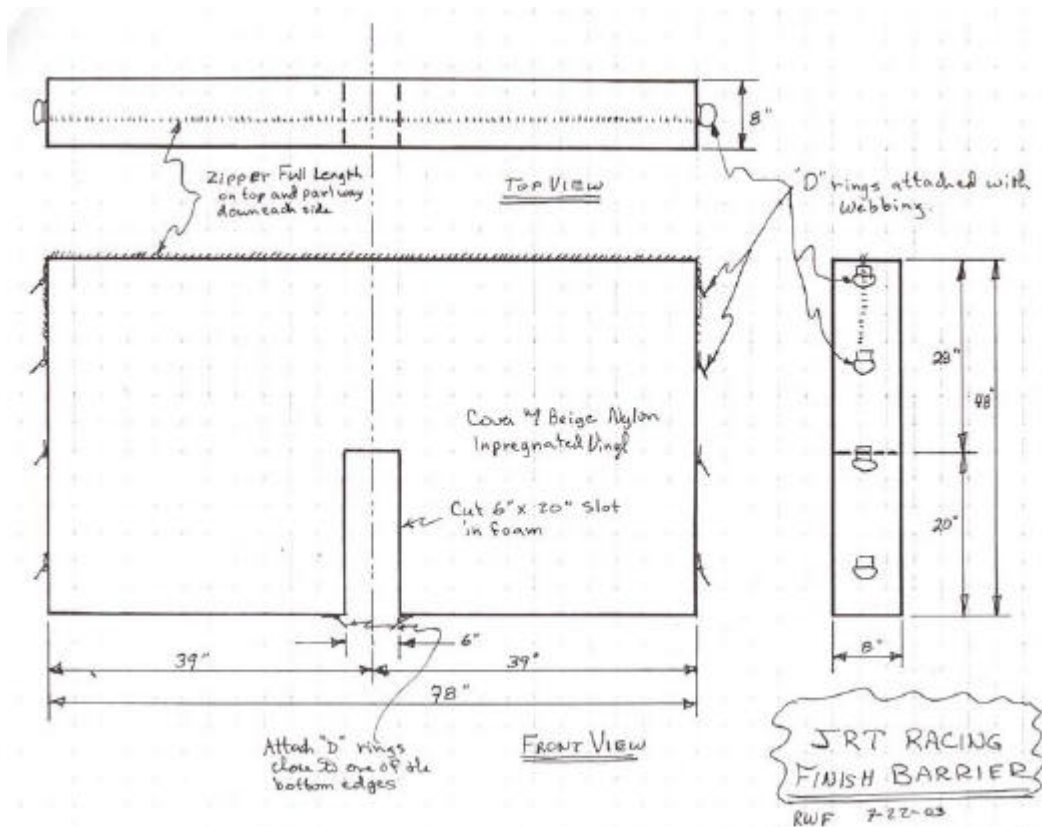 8"
Zipper Full Length
on top and part way
down each side
TOP VIEW
"D" rings attached with
Webbing.
28"
48"
Cover w/ Beige Nylon
Inpregnated Vinyl
Cut 6" x 20" Slot
in foam
20"
6"
39"
39"
78"
8"
Attach "D" rings
close to one of the
bottom edges
FRONT VIEW
JRT RACING
FINISH BARRIER
RWF 7-22-03